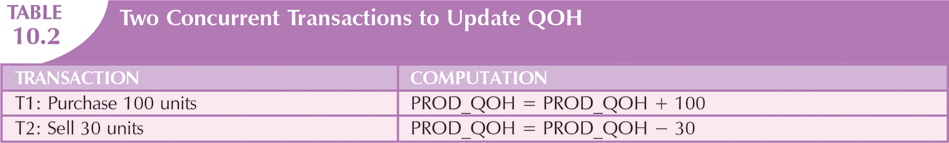 TABLE 10.2
Two Concurrent Transactions to Update QOH
TRANSACTION COMPUTATION
T1: Purchase 100 units PROD_QOH = PROD_QOH + 100
T2: Sell 30 units PROD_QOH = PROD_QOH − 30